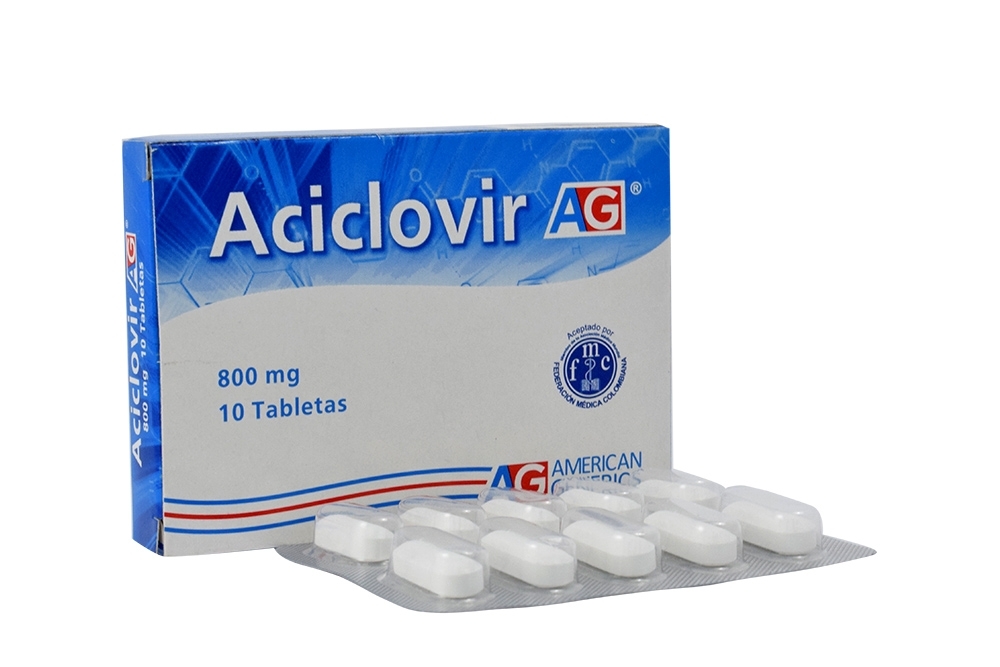 Aciclovir AG®
800 mg
10 Tabletas
Aceptado por
f m c
FEDERACIÓN MÉDICA COLOMBIANA
AG AMERICAN
GENERICS
Aciclovir AG®
800 mg 10 Tabletas